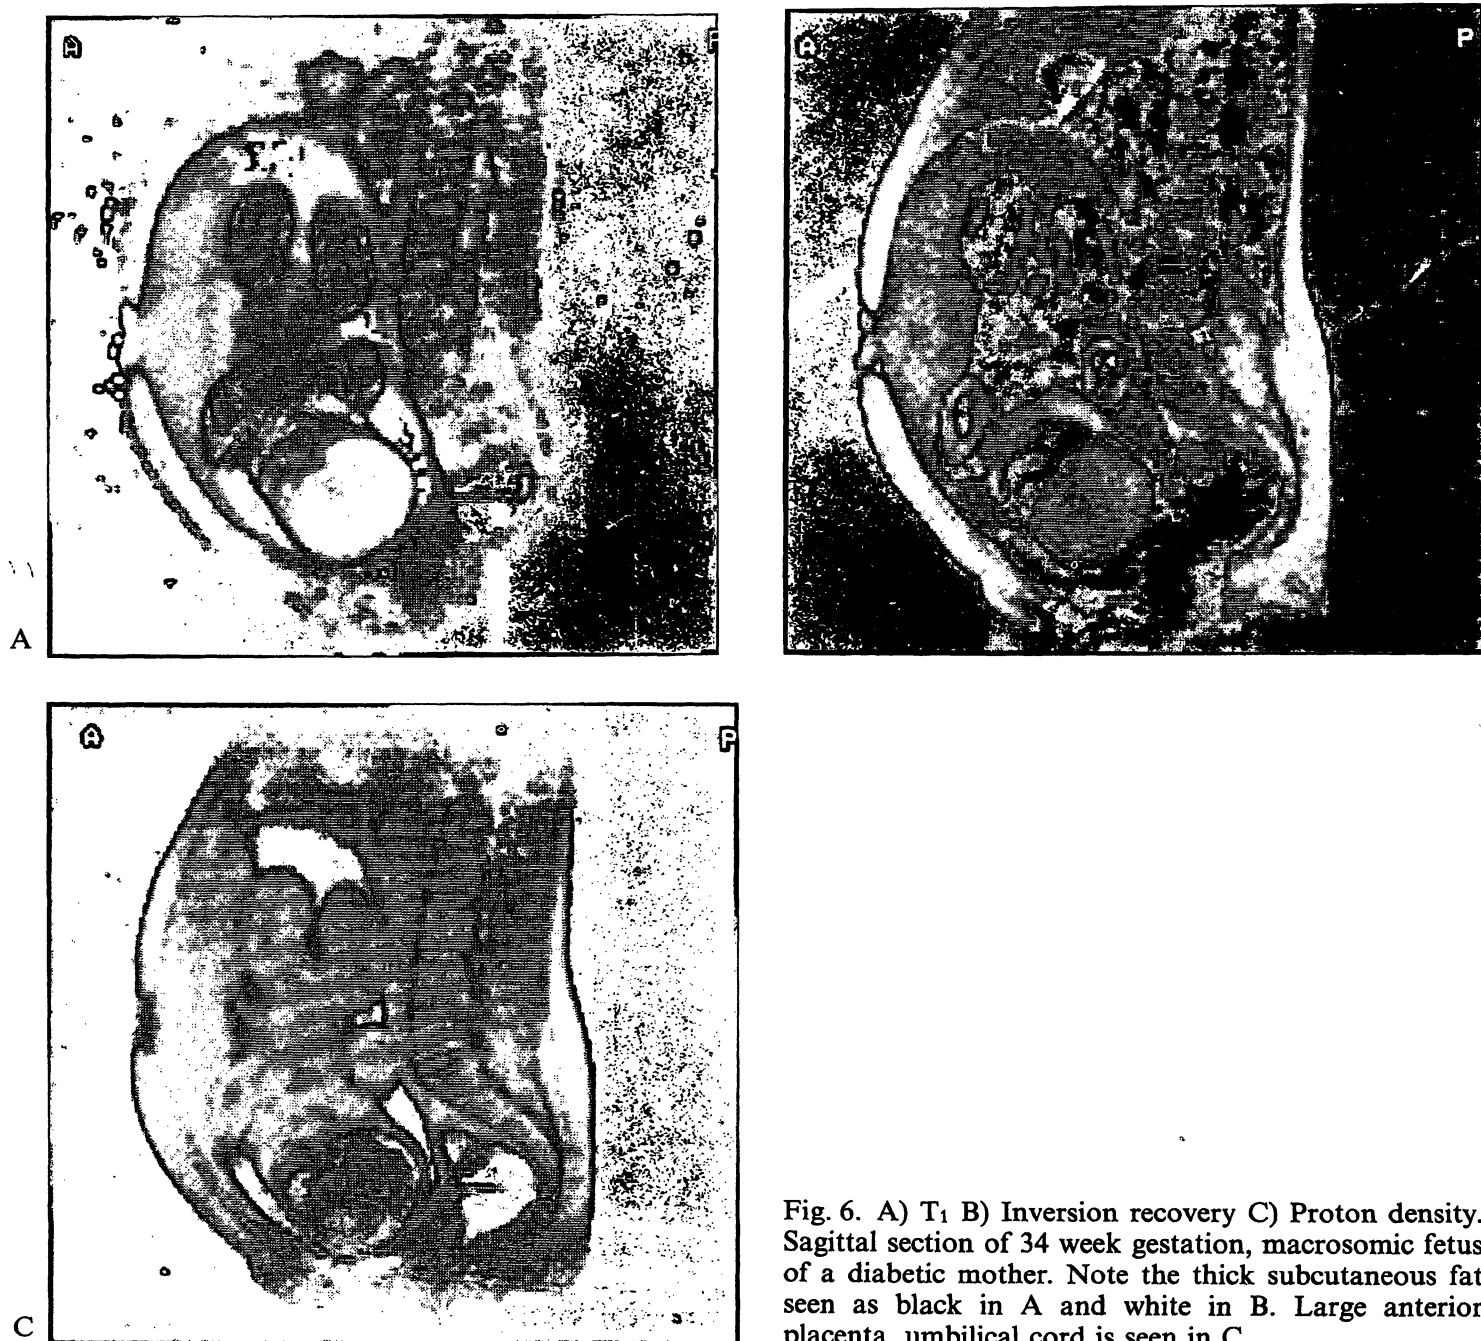 A P
A P
A
A P
C
Fig. 6. A) T₁ B) Inversion recovery C) Proton density.
Sagittal section of 34 week gestation, macrosomic fetus
of a diabetic mother. Note the thick subcutaneous fat
seen as black in A and white in B. Large anterior
placenta, umbilical cord is seen in C